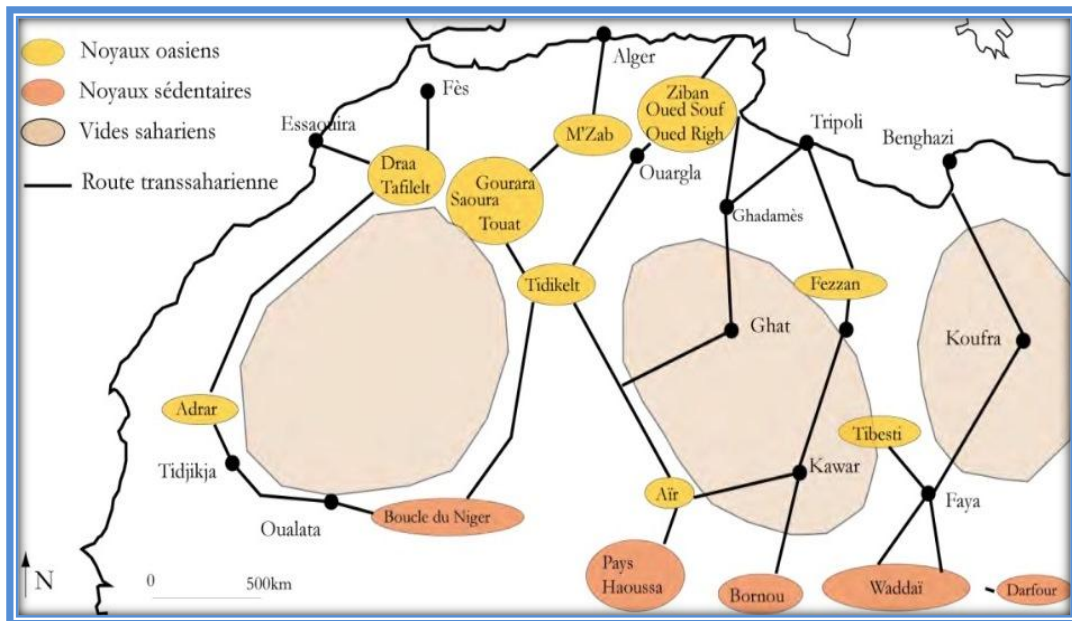 Noyaux oasiens
Noyaux sédentaires
Vides sahariens
Route transsaharienne
Alger
Fès
Essaouira
Ziban
Oued Souf
Oued Righ
M'Zab
Tripoli
Benghazi
Draa
Tafilelt
Ouargla
Gourara
Saoura
Touat
Ghadamès
Tidikelt
Fezzan
Ghat
Koufra
Adrar
Tibesti
Tidjikja
Kawar
Aïr
Faya
Oualata
Boucle du Niger
N
0
500km
Pays
Haoussa
Bornou
Waddaï
Darfour